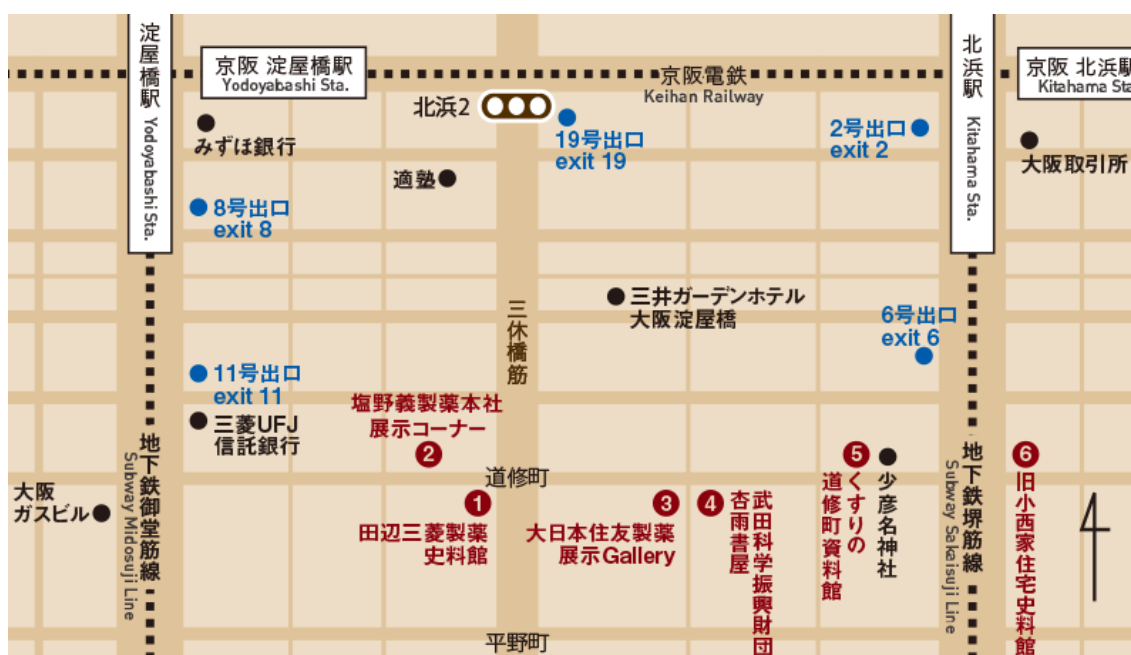 淀屋橋駅 Yodoyabashi Sta.
京阪 淀屋橋駅
Yodoyabashi Sta.
京阪電鉄
Keihan Railway
北浜駅 Kitahama Sta.
京阪 北浜駅
Kitahama Sta
北浜2
みずほ銀行
19号出口
exit 19
2号出口
exit 2
大阪取引所
適塾
8号出口
exit 8
三井ガーデンホテル
大阪淀屋橋
三休橋筋
6号出口
exit 6
11号出口
exit 11
三菱UFJ
信託銀行
塩野義製薬本社
展示コーナー
2
道修町
地下鉄御堂筋線
Subway Midosuji Line
大阪
ガスビル
1
田辺三菱製薬
史料館
3
大日本住友製薬
展示Gallery
4
武田科学振興財団
杏雨書屋
5
くすりの
道修町資料館
少彦名神社
地下鉄堺筋線
Subway Sakaisuji Line
6
旧小西家住宅史料館
平野町